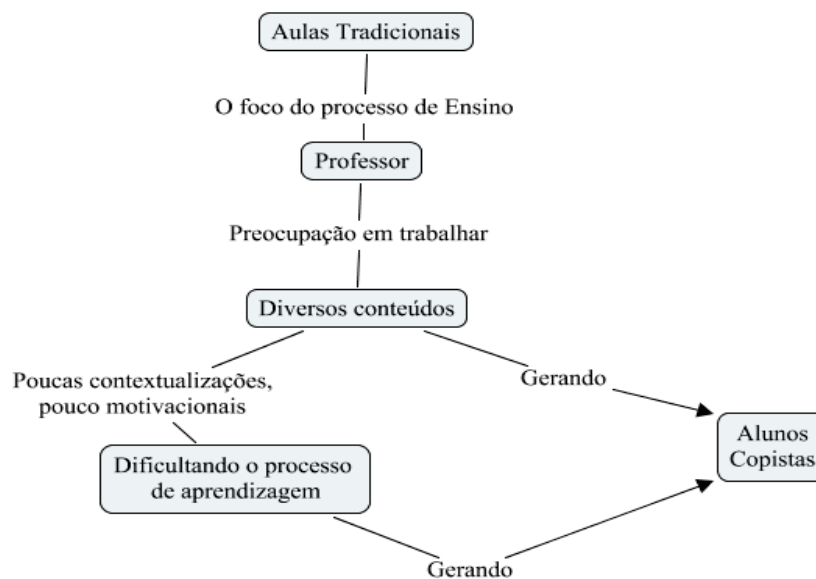 Aulas Tradicionais
O foco do processo de Ensino
Professor
Preocupação em trabalhar
Diversos conteúdos
Poucas contextualizações,
pouco motivacionais
Gerando
Alunos
Copistas
Dificultando o processo
de aprendizagem
Gerando